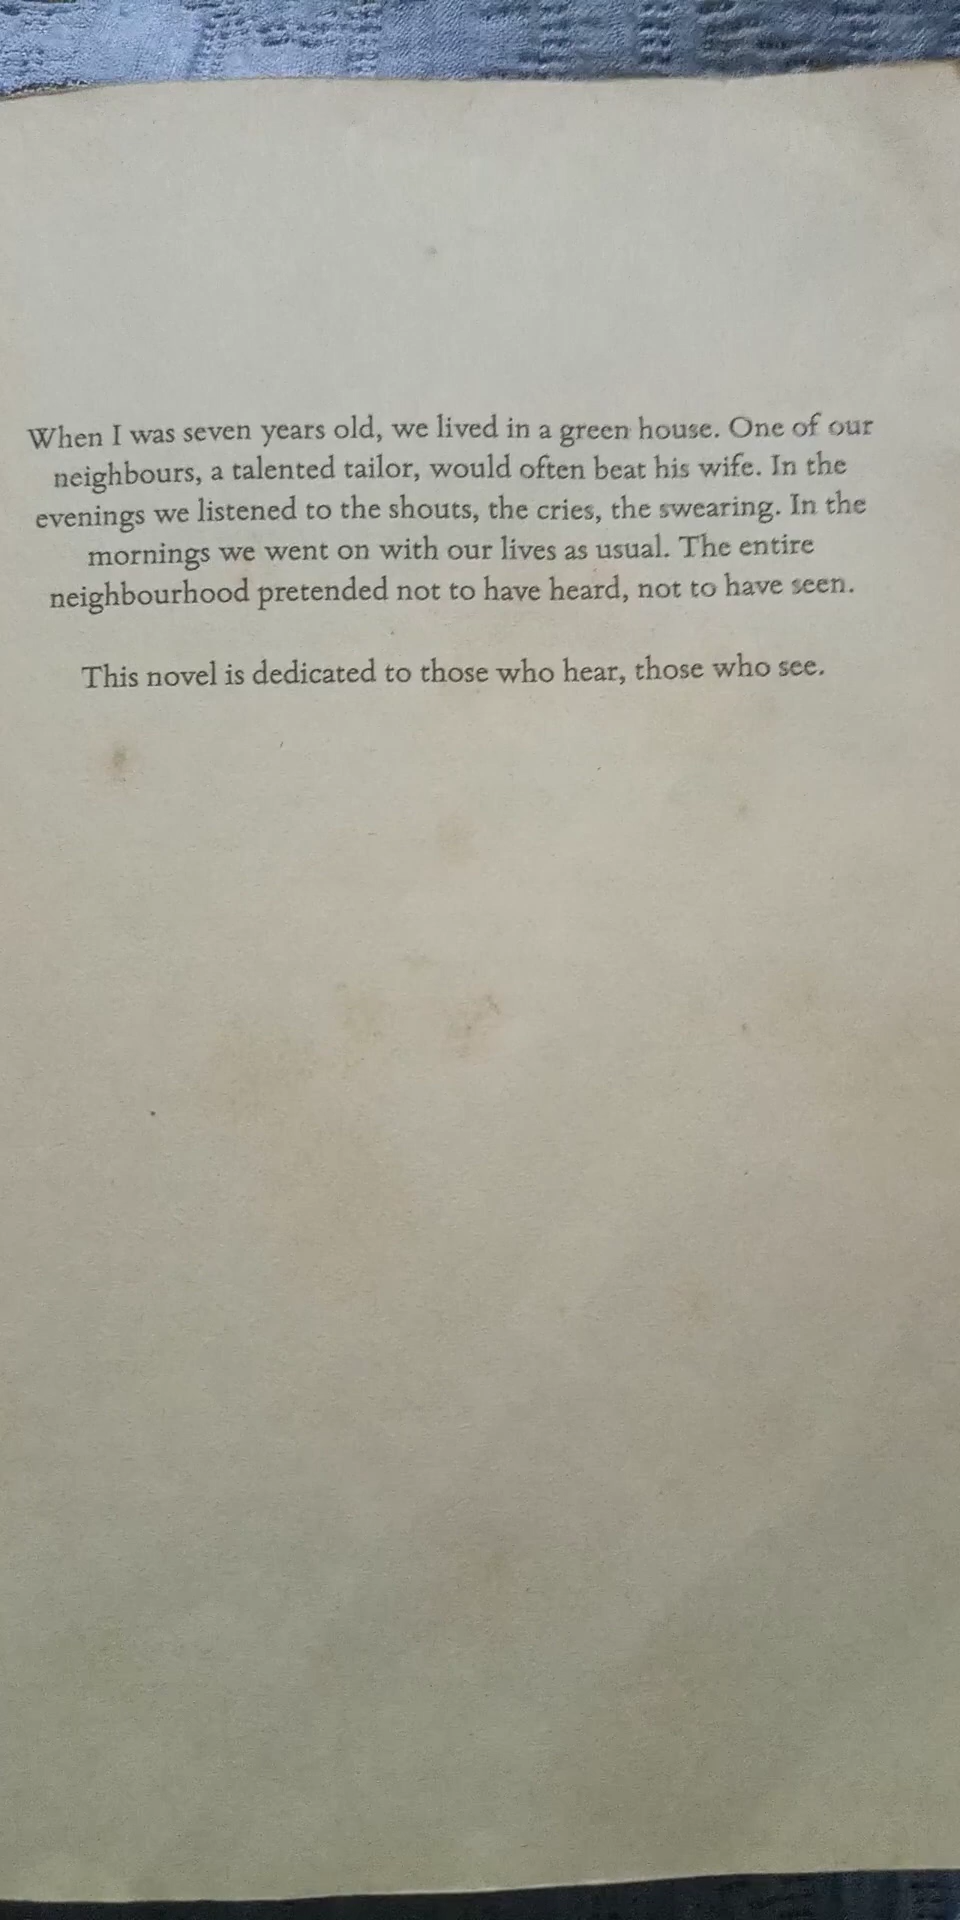 When I was seven years old, we lived in a green house. One of our
neighbours, a talented tailor, would often beat his wife. In the
evenings we listened to the shouts, the cries, the swearing. In the
mornings we went on with our lives as usual. The entire
neighbourhood pretended not to have heard, not to have seen.
This novel is dedicated to those who hear, those who see.